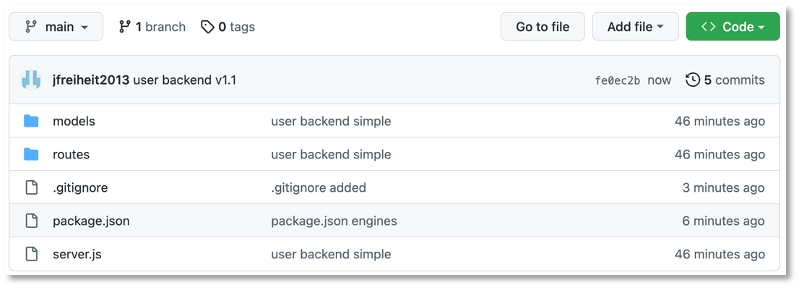 main 1 branch 0 tags Go to file Add file Code
jfreiheit2013 user backend v1.1 fe0ec2b now 5 commits
models user backend simple 46 minutes ago
routes user backend simple 46 minutes ago
.gitignore .gitignore added 3 minutes ago
package.json package.json engines 6 minutes ago
server.js user backend simple 46 minutes ago